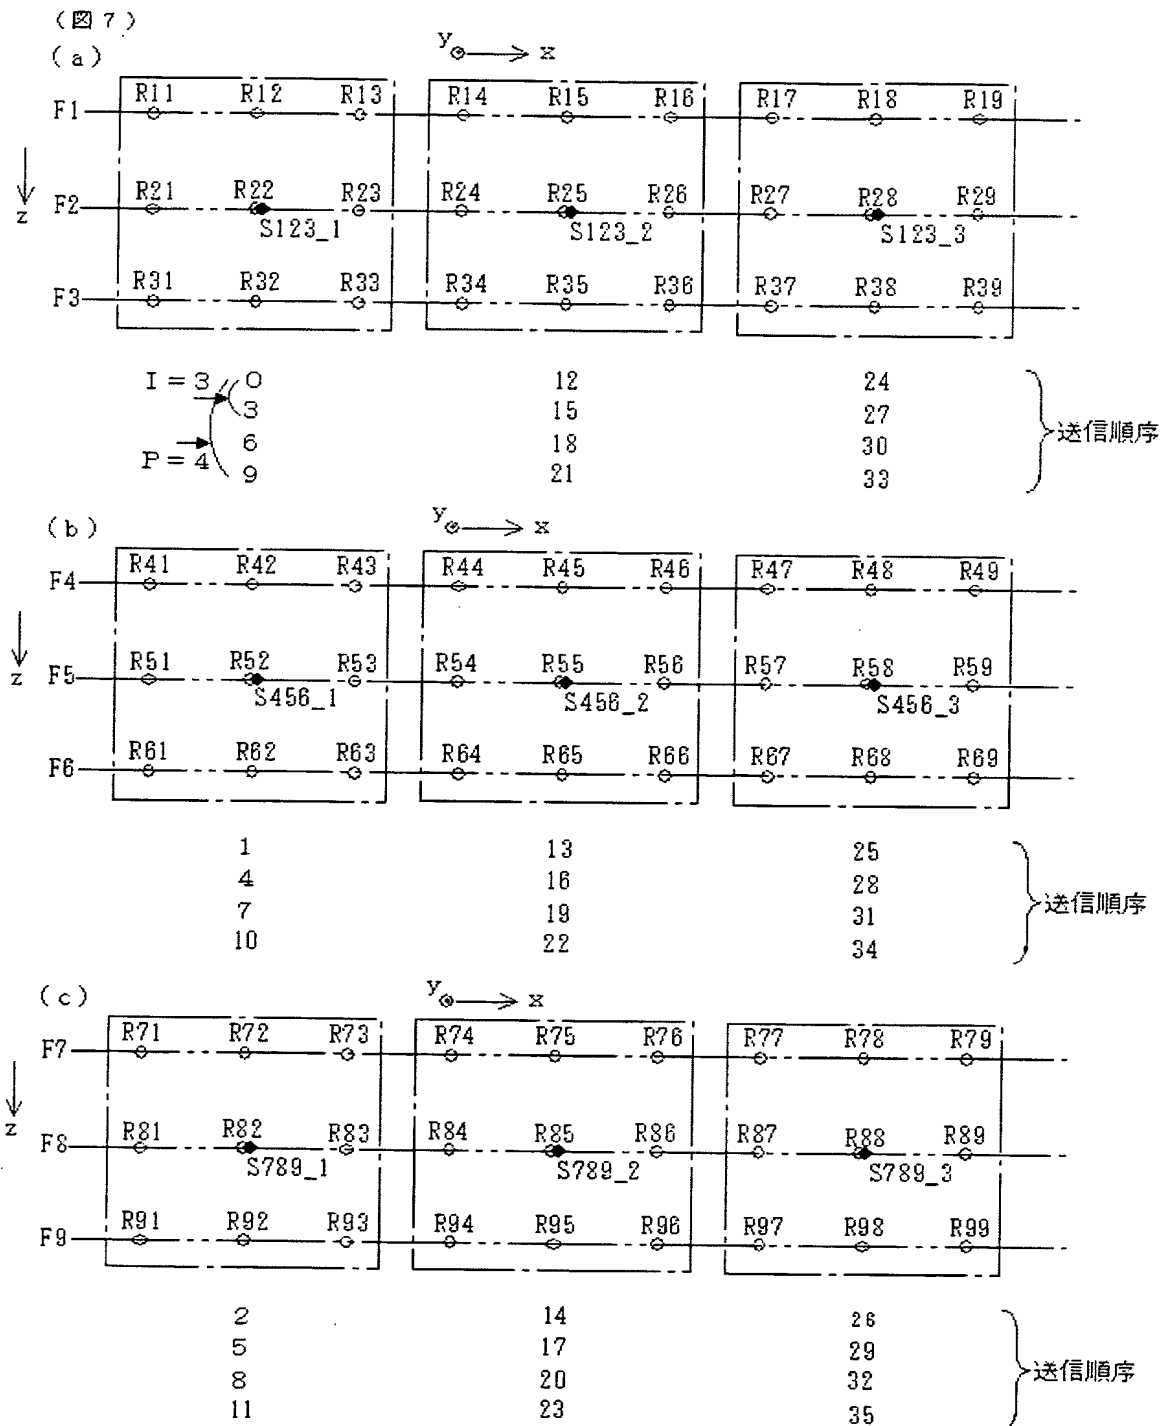 (図7)
(a)
y x
R11 R12 R13 R14 R15 R16 R17 R18 R19
F1
R21 R22 R23 R24 R25 R26 R27 R28 R29
F2
z
S123_1 S123_2 S123_3
R31 R32 R33 R34 R35 R36 R37 R38 R39
F3
I=3 0 12 24
3 15 27
6 18 30
P=4 9 21 33
送信順序
(b)
y x
R41 R42 R43 R44 R45 R46 R47 R48 R49
F4
R51 R52 R53 R54 R55 R56 R57 R58 R59
z F5
S456_1 S456_2 S456_3
R61 R62 R63 R64 R65 R66 R67 R68 R69
F6
1 13 25
4 16 28
7 19 31
10 22 34
送信順序
(c)
y x
R71 R72 R73 R74 R75 R76 R77 R78 R79
F7
R81 R82 R83 R84 R85 R86 R87 R88 R89
z F8
S789_1 S789_2 S789_3
R91 R92 R93 R94 R95 R96 R97 R98 R99
F9
2 14 26
5 17 29
8 20 32
11 23 35
送信順序